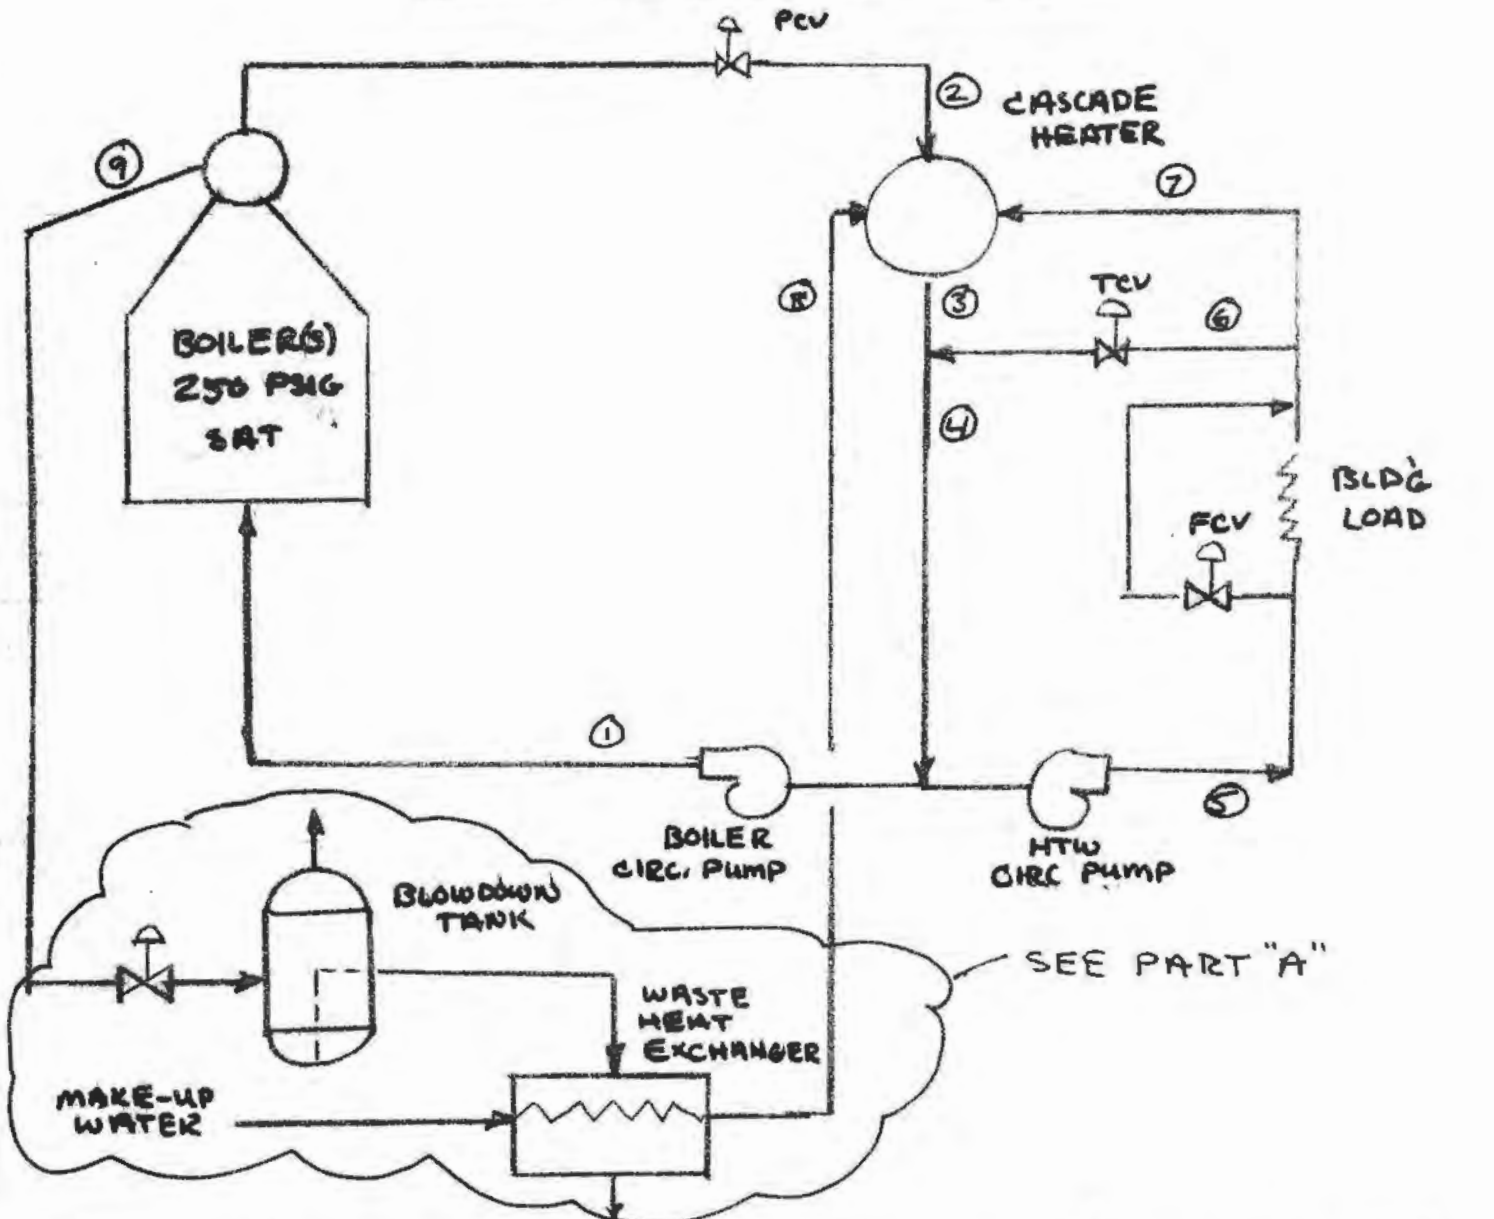 PCV
②
CASCADE
HEATER
⑨
⑦
TCV
⑧
③
⑥
BOILER(S)
250 PSIG
SAT
④
BLD'G
LOAD
FCV
①
⑤
BOILER
CIRC. PUMP
HTW
CIRC PUMP
BLOWDOWN
TANK
SEE PART "A"
WASTE
HEAT
EXCHANGER
MAKE-UP
WATER